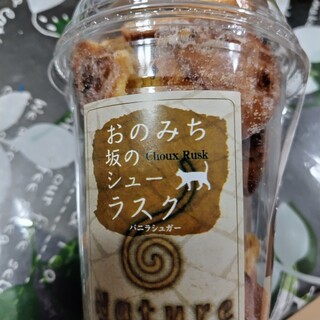 おのみち
坂の Choux Rusk
シュー
ラスク
バニラシュガー
Nature